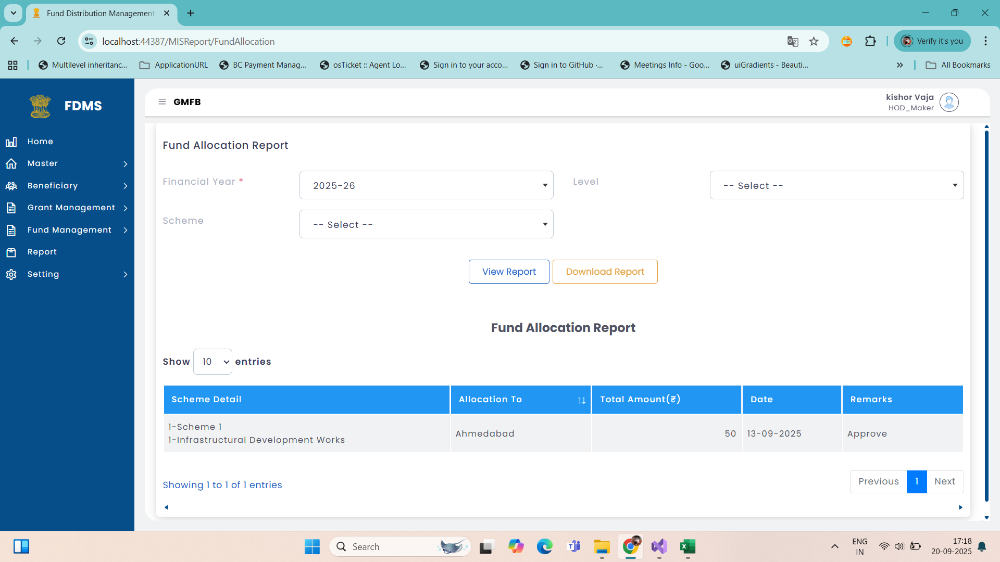 Fund Distribution Management
localhost:44387/MISReport/FundAllocation
Verify it's you
Multilevel inheritanc...
ApplicationURL
BC Payment Manag...
osTicket :: Agent Lo...
Sign in to your acco...
Sign in to GitHub ·...
Meetings Info - Goo...
uiGradients - Beauti...
All Bookmarks
FDMS
Home
Master
Beneficiary
Grant Management
Fund Management
Report
Setting
GMFB
kishor Vaja
HOD_Maker
Fund Allocation Report
Financial Year * 2025-26 Level -- Select --
Scheme -- Select --
View Report Download Report
Fund Allocation Report
Show 10 entries
Scheme Detail Allocation To Total Amount(₹) Date Remarks
1-Scheme 1
1-Infrastructural Development Works
Ahmedabad 50 13-09-2025 Approve
Showing 1 to 1 of 1 entries
Previous 1 Next
Search
ENG
IN
17:18
20-09-2025